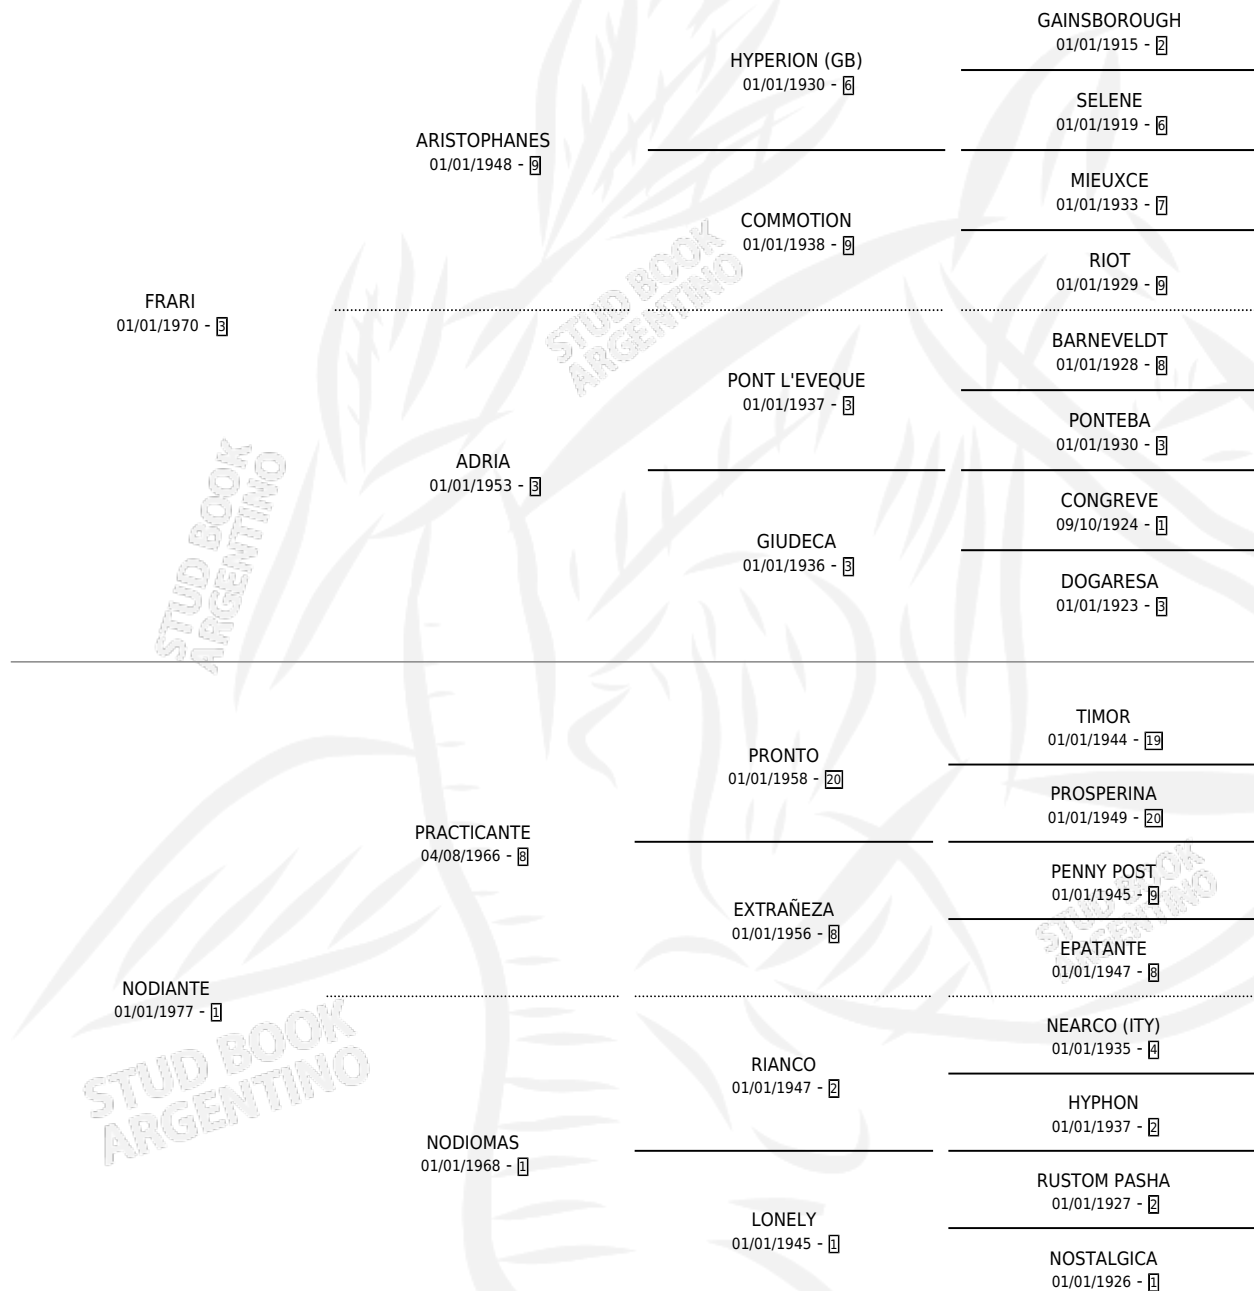 GAINSBOROUGH
01/01/1915 - 2
HYPERION (GB)
01/01/1930 - 6
SELENE
01/01/1919 - 6
ARISTOPHANES
01/01/1948 - 9
MIEUXCE
01/01/1933 - 7
COMMOTION
01/01/1938 - 9
RIOT
01/01/1929 - 9
FRARI
01/01/1970 - 3
BARNEVELDT
01/01/1928 - 8
PONT L'EVEQUE
01/01/1937 - 3
PONTEBA
01/01/1930 - 3
ADRIA
01/01/1953 - 3
CONGREVE
09/10/1924 - 1
GIUDECA
01/01/1936 - 3
DOGARESA
01/01/1923 - 3
STUD BOOK
ARGENTINO
STUD BOOK
ARGENTINO
TIMOR
01/01/1944 - 19
PRONTO
01/01/1958 - 20
PROSPERINA
01/01/1949 - 20
PRACTICANTE
04/08/1966 - 8
PENNY POST
01/01/1945 - 9
EXTRAÑEZA
01/01/1956 - 8
EPATANTE
01/01/1947 - 8
STUD BOOK
ARGENTINO
NODIANTE
01/01/1977 - 1
NEARCO (ITY)
01/01/1935 - 4
RIANCO
01/01/1947 - 2
HYPHON
01/01/1937 - 2
STUD BOOK
ARGENTINO
NODIOMAS
01/01/1968 - 1
RUSTOM PASHA
01/01/1927 - 2
LONELY
01/01/1945 - 1
NOSTALGICA
01/01/1926 - 1